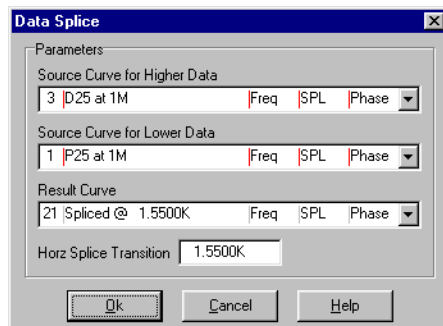 Data Splice
Parameters
Source Curve for Higher Data
3 D25 at 1M Freq SPL Phase
Source Curve for Lower Data
1 P25 at 1M Freq SPL Phase
Result Curve
21 Spliced @ 1.5500K Freq SPL Phase
Horz Splice Transition 1.5500K
Ok Cancel Help